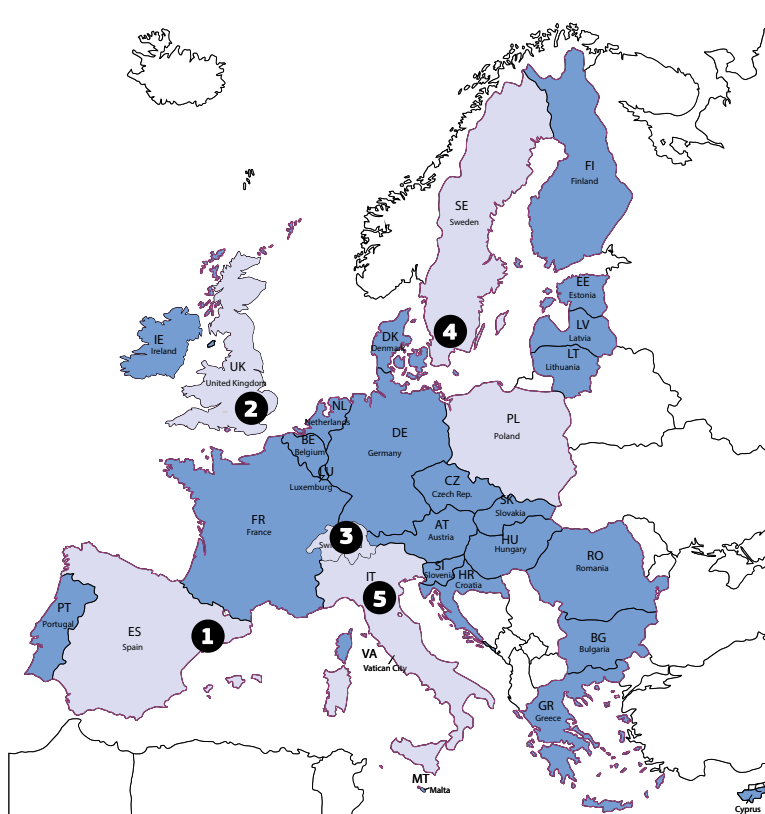 FI
Finland
SE
Sweden
EE
Estonia
LV
Latvia
LT
Lithuania
4
DK
Denmark
IE
Ireland
UK
United Kingdom
2
NL
Netherlands
PL
Poland
BE
Belgium
DE
Germany
LU
Luxemburg
CZ
Czech Rep.
SK
Slovakia
FR
France
AT
Austria
3
HU
Hungary
RO
Romania
IT
5
SI
Slovenia
HR
Croatia
PT
Portugal
ES
Spain
1
BG
Bulgaria
VA
Vatican City
GR
Greece
MT
Malta
Cyprus